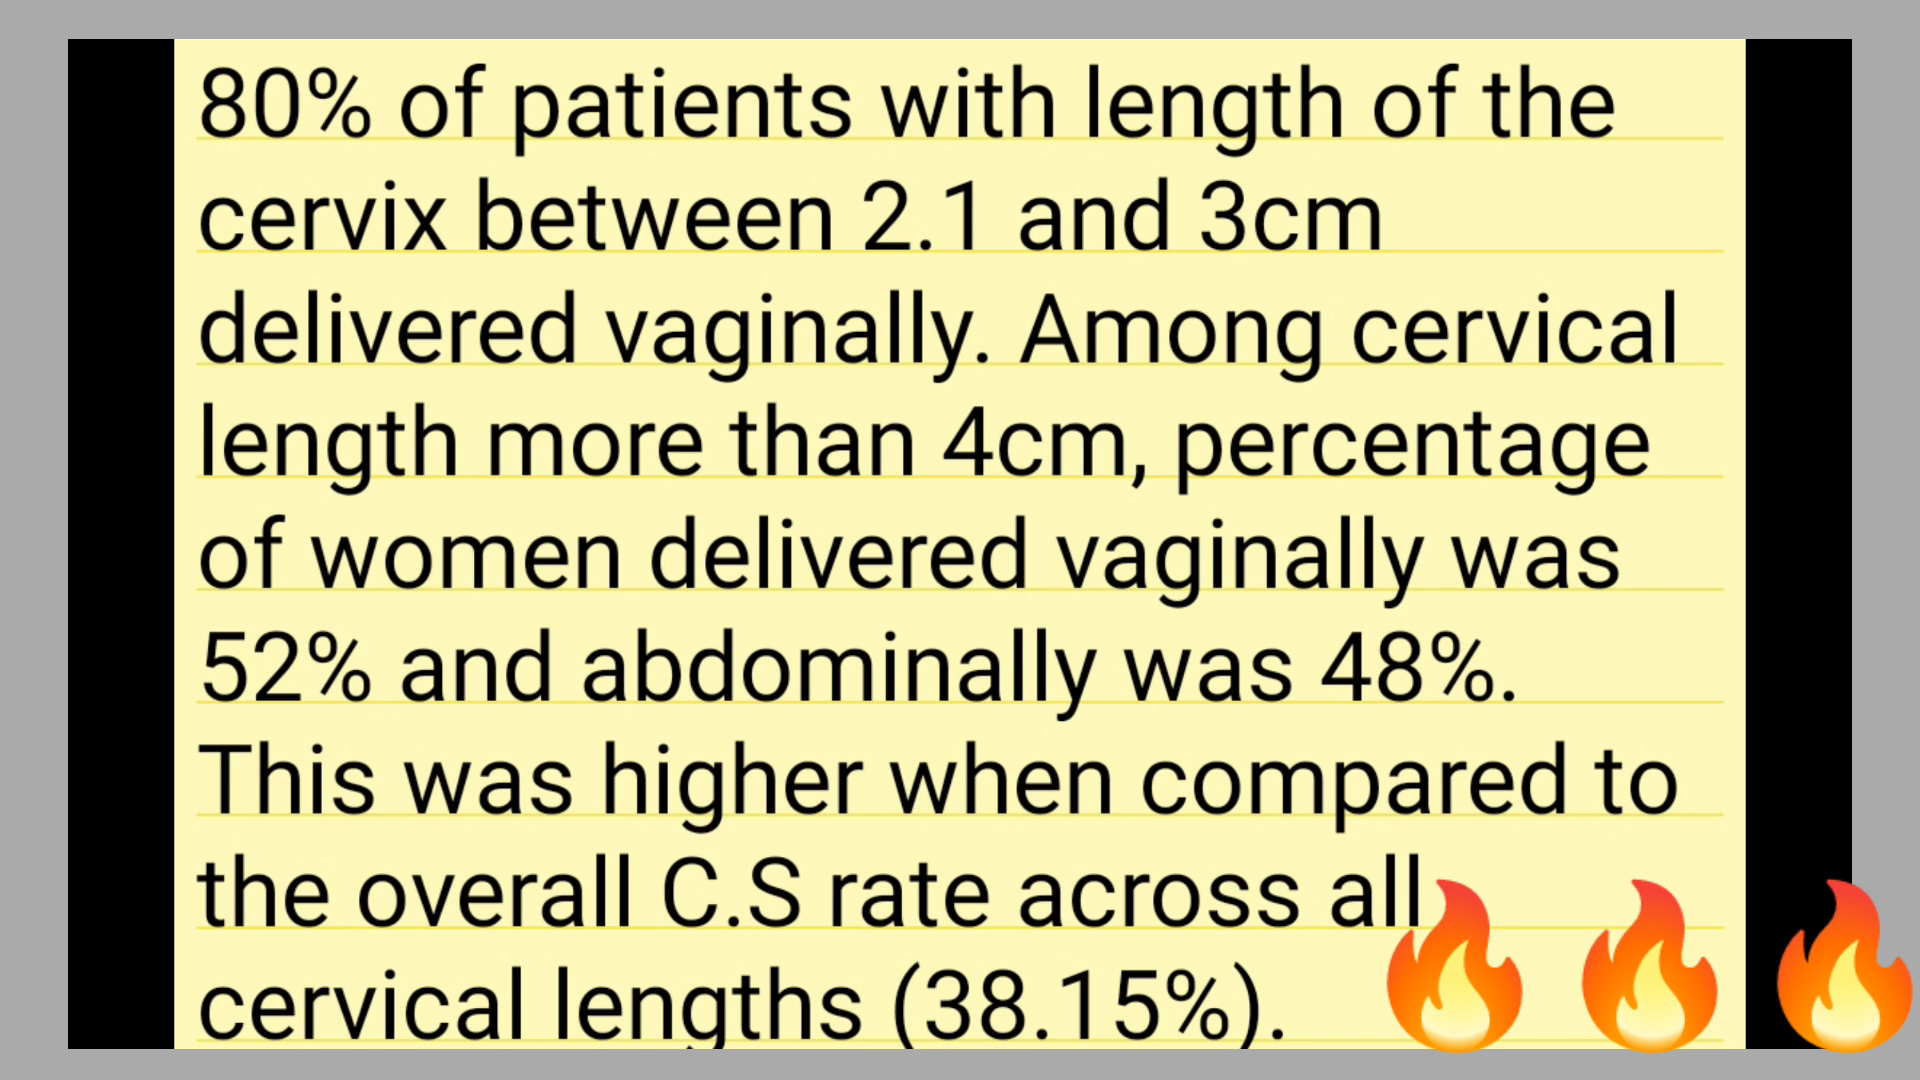 80% of patients with length of the
cervix between 2.1 and 3cm
delivered vaginally. Among cervical
length more than 4cm, percentage
of women delivered vaginally was
52% and abdominally was 48%.
This was higher when compared to
the overall C.S rate across all
cervical lengths (38.15%).